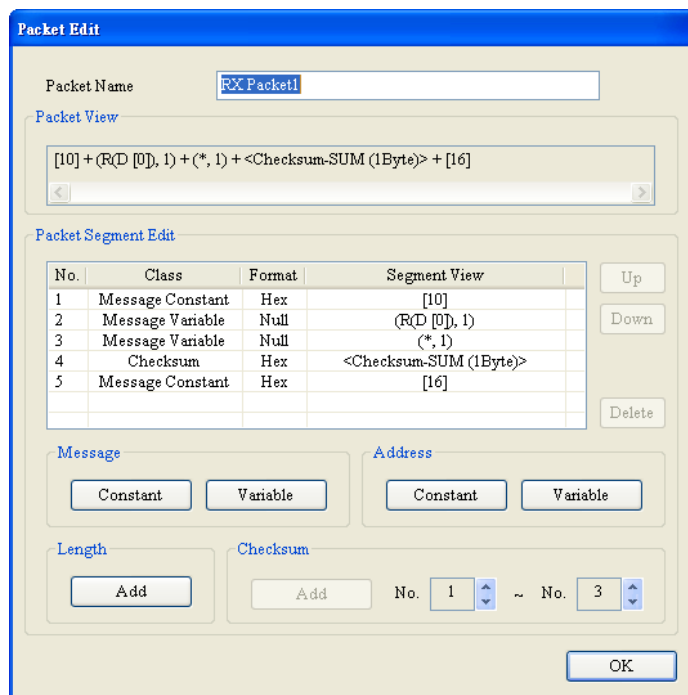 Packet Edit
Packet Name RX Packet1
Packet View
[10] + (R(D [0]), 1) + (*, 1) + <Checksum-SUM (1Byte)> + [16]
Packet Segment Edit
No. Class Format Segment View
1 Message Constant Hex [10]
2 Message Variable Null (R(D [0]), 1)
3 Message Variable Null (*, 1)
4 Checksum Hex <Checksum-SUM (1Byte)>
5 Message Constant Hex [16]
Up
Down
Delete
Message
Constant Variable
Address
Constant Variable
Length
Add
Checksum
Add No. 1 ~ No. 3
OK